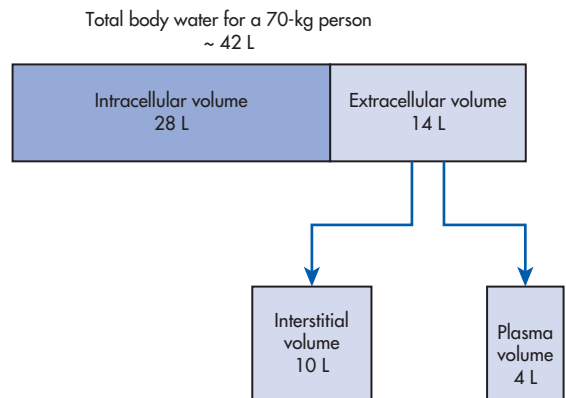 Total body water for a 70-kg person
~ 42 L
Intracellular volume
28 L
Extracellular volume
14 L
Interstitial
volume
10 L
Plasma
volume
4 L